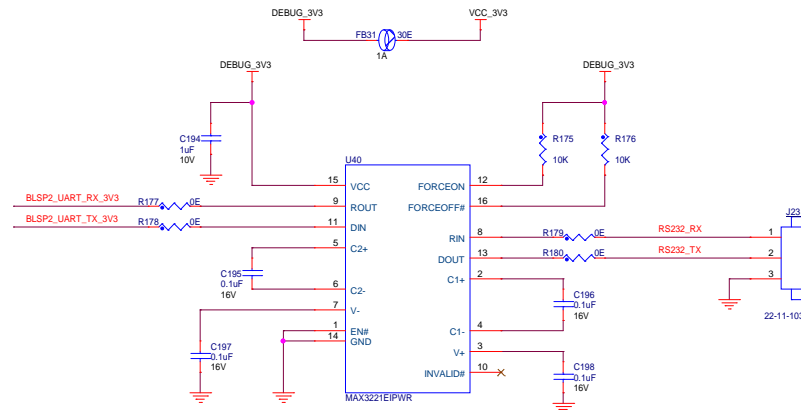 DEBUG_3V3 VCC_3V3
FB31 30E
1A
DEBUG_3V3 DEBUG_3V3
C194
1uF
10V
R175
10K
R176
10K
U40
15 VCC FORCEON 12
BLSP2_UART_RX_3V3 R177 0E 9 ROUT FORCEOFF# 16
BLSP2_UART_TX_3V3 R178 0E 11 DIN
RIN 8 R179 0E RS232_RX 1 J23
DOUT 13 R180 0E RS232_TX 2
3
22-11-103
5 C2+
C1+ 2
C195
0.1uF
16V
6 C2-
C196
0.1uF
16V
7 V-
1 EN#
C1- 4
14 GND
V+ 3
C197
0.1uF
16V
C198
0.1uF
16V
INVALID# 10
MAX3221EIPWR